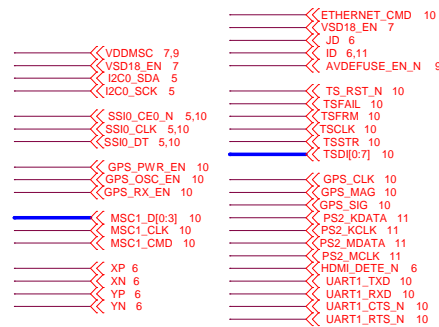 VDDMSC 7,9
VSD18_EN 7
I2C0_SDA 5
I2C0_SCK 5
SSI0_CE0_N 5,10
SSI0_CLK 5,10
SSI0_DT 5,10
GPS_PWR_EN 10
GPS_OSC_EN 10
GPS_RX_EN 10
MSC1_D[0:3] 10
MSC1_CLK 10
MSC1_CMD 10
XP 6
XN 6
YP 6
YN 6
ETHERNET_CMD 10
VSD18_EN 7
JD 6
ID 6,11
AVDEFUSE_EN_N 9
TS_RST_N 10
TSFAIL 10
TSFRM 10
TSCLK 10
TSSTR 10
TSDI[0:7] 10
GPS_CLK 10
GPS_MAG 10
GPS_SIG 10
PS2_KDATA 11
PS2_KCLK 11
PS2_MDATA 11
PS2_MCLK 11
HDMI_DETE_N 6
UART1_TXD 10
UART1_RXD 10
UART1_CTS_N 10
UART1_RTS_N 10